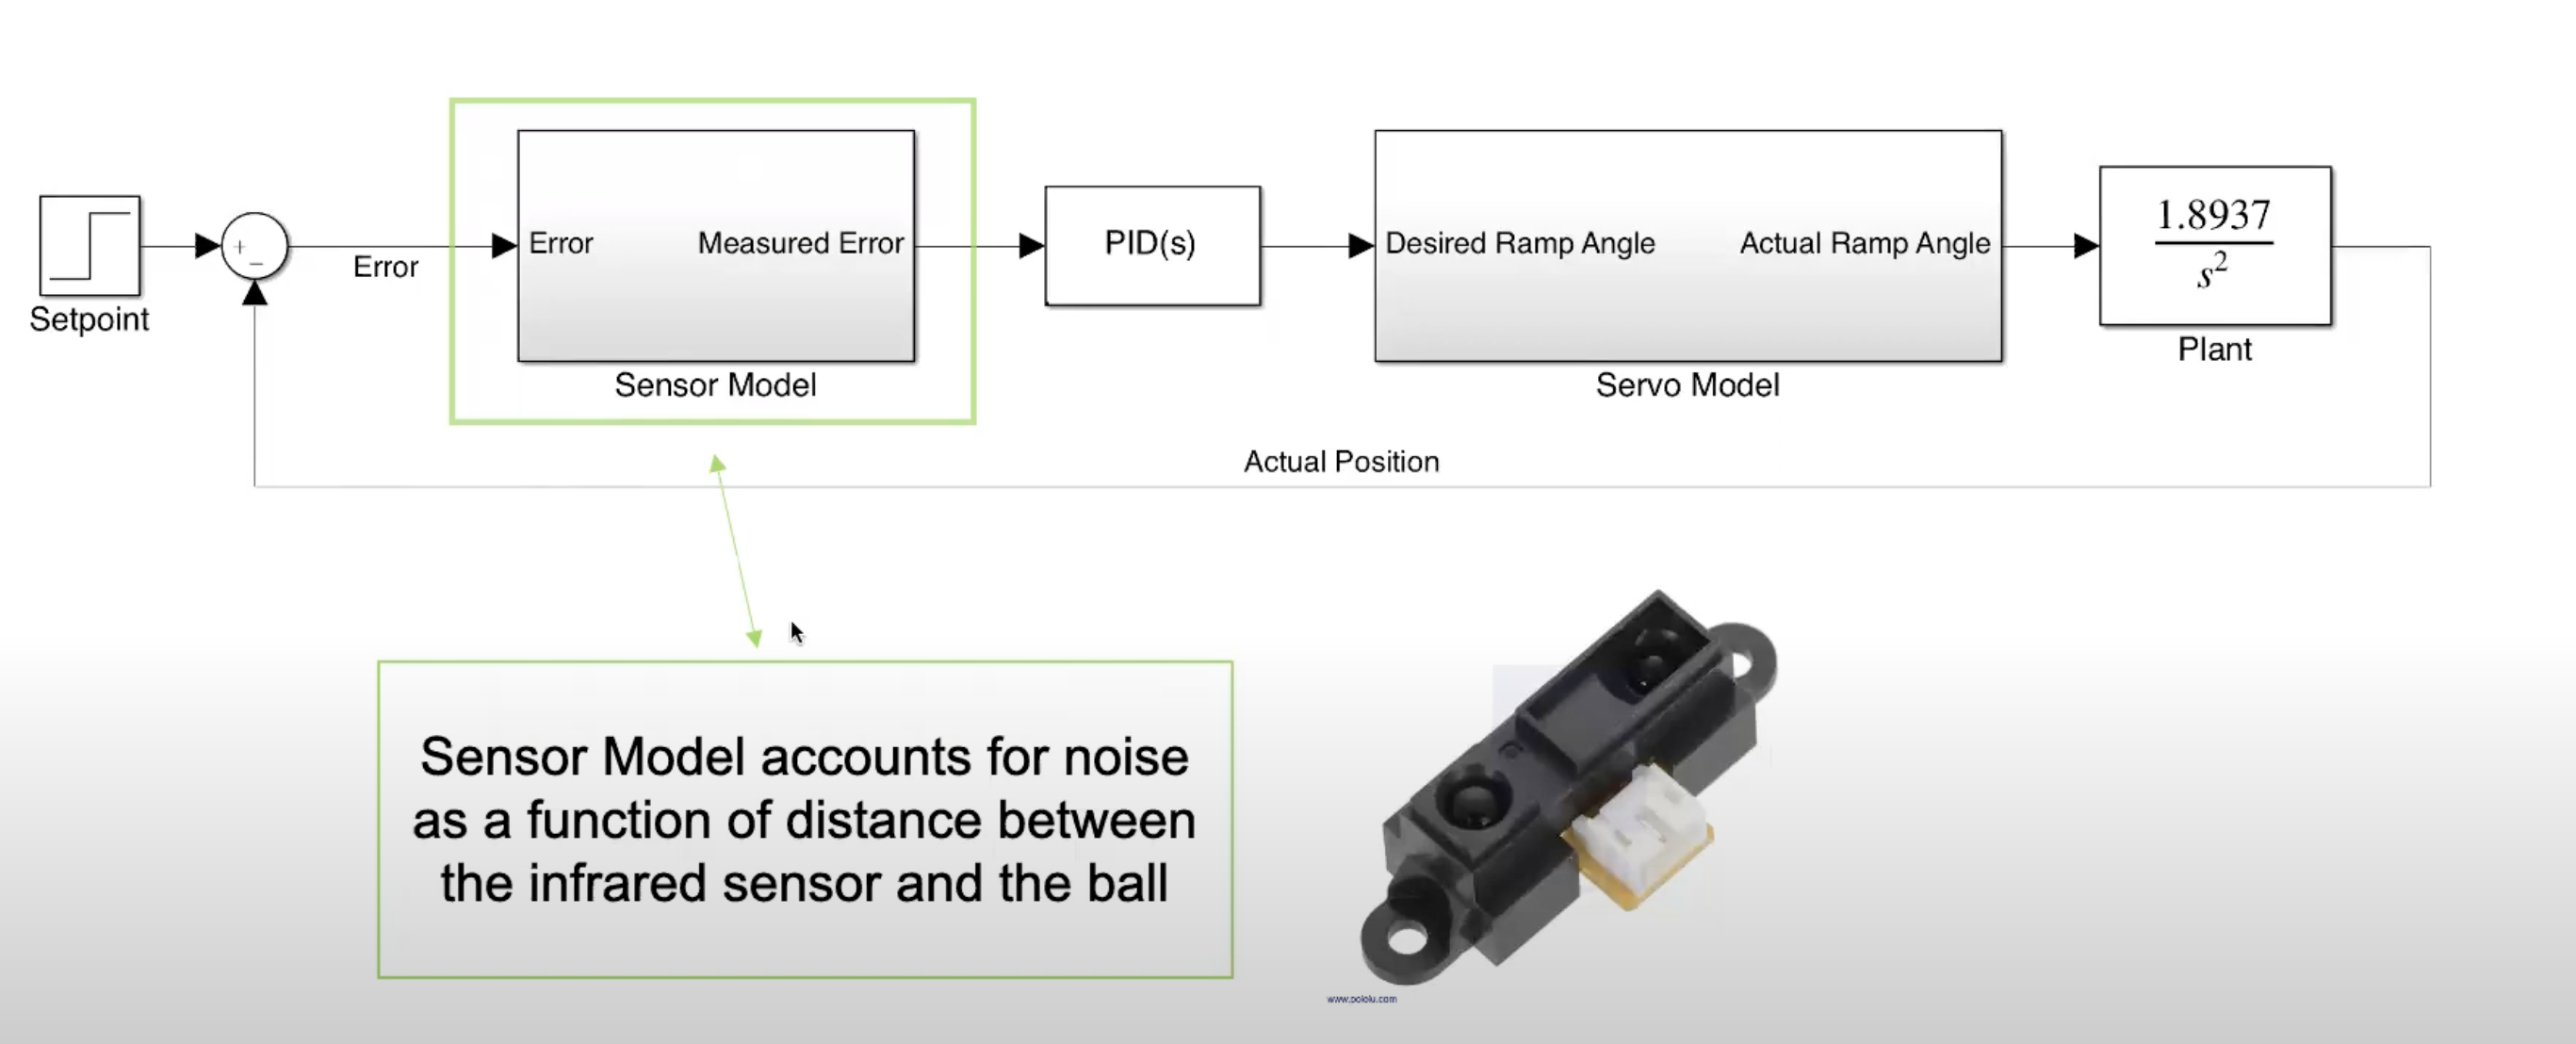 Setpoint
+
−
Error
Error
Measured Error
Sensor Model
PID(s)
Desired Ramp Angle
Actual Ramp Angle
Servo Model
1.8937
s²
Plant
Actual Position
Sensor Model accounts for noise
as a function of distance between
the infrared sensor and the ball
www.pololu.com